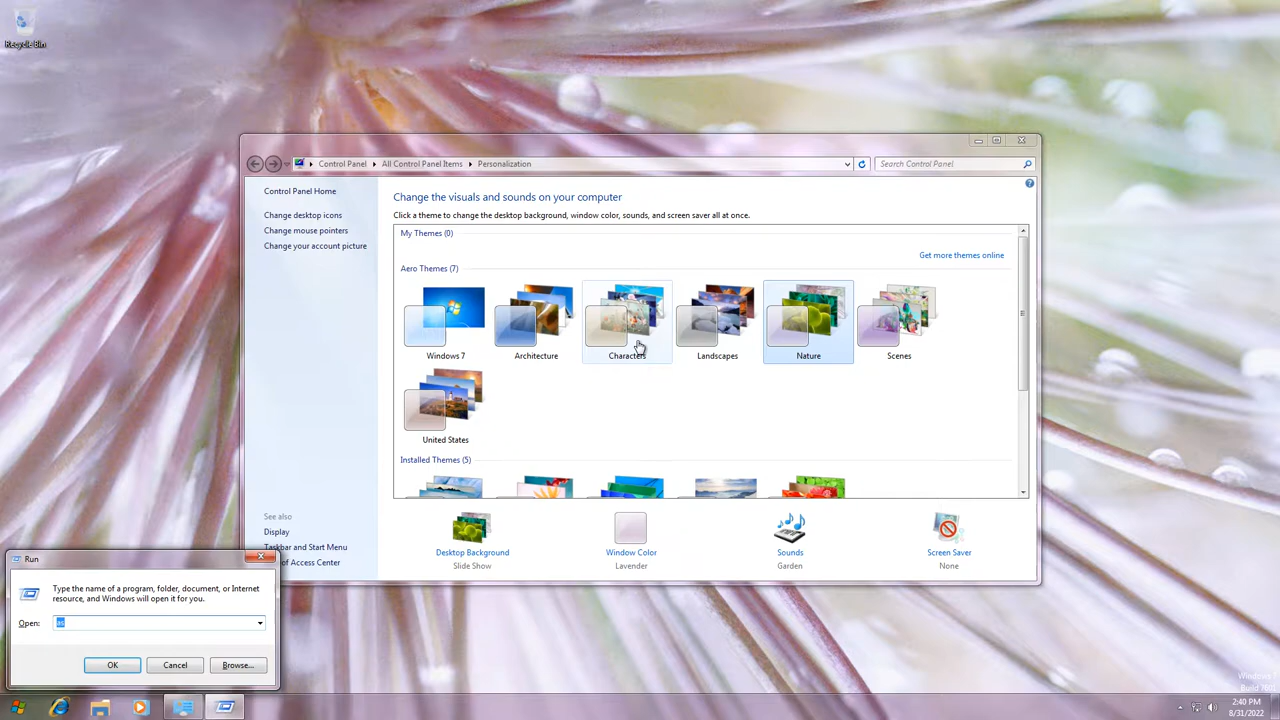 Recycle Bin
Control Panel
All Control Panel Items
Personalization
Search Control Panel
Control Panel Home
Change desktop icons
Change mouse pointers
Change your account picture
See also
Display
Taskbar and Start Menu
of Access Center
Change the visuals and sounds on your computer
Click a theme to change the desktop background, window color, sounds, and screen saver all at once.
My Themes (0)
Get more themes online
Aero Themes (7)
Windows 7
Architecture
Characters
Landscapes
Nature
Scenes
United States
Installed Themes (5)
Desktop Background
Slide Show
Window Color
Lavender
Sounds
Garden
Screen Saver
None
Run
Type the name of a program, folder, document, or Internet
resource, and Windows will open it for you.
Open:
as
OK
Cancel
Browse...
Windows 7
Build 7601
2:40 PM
8/31/2022